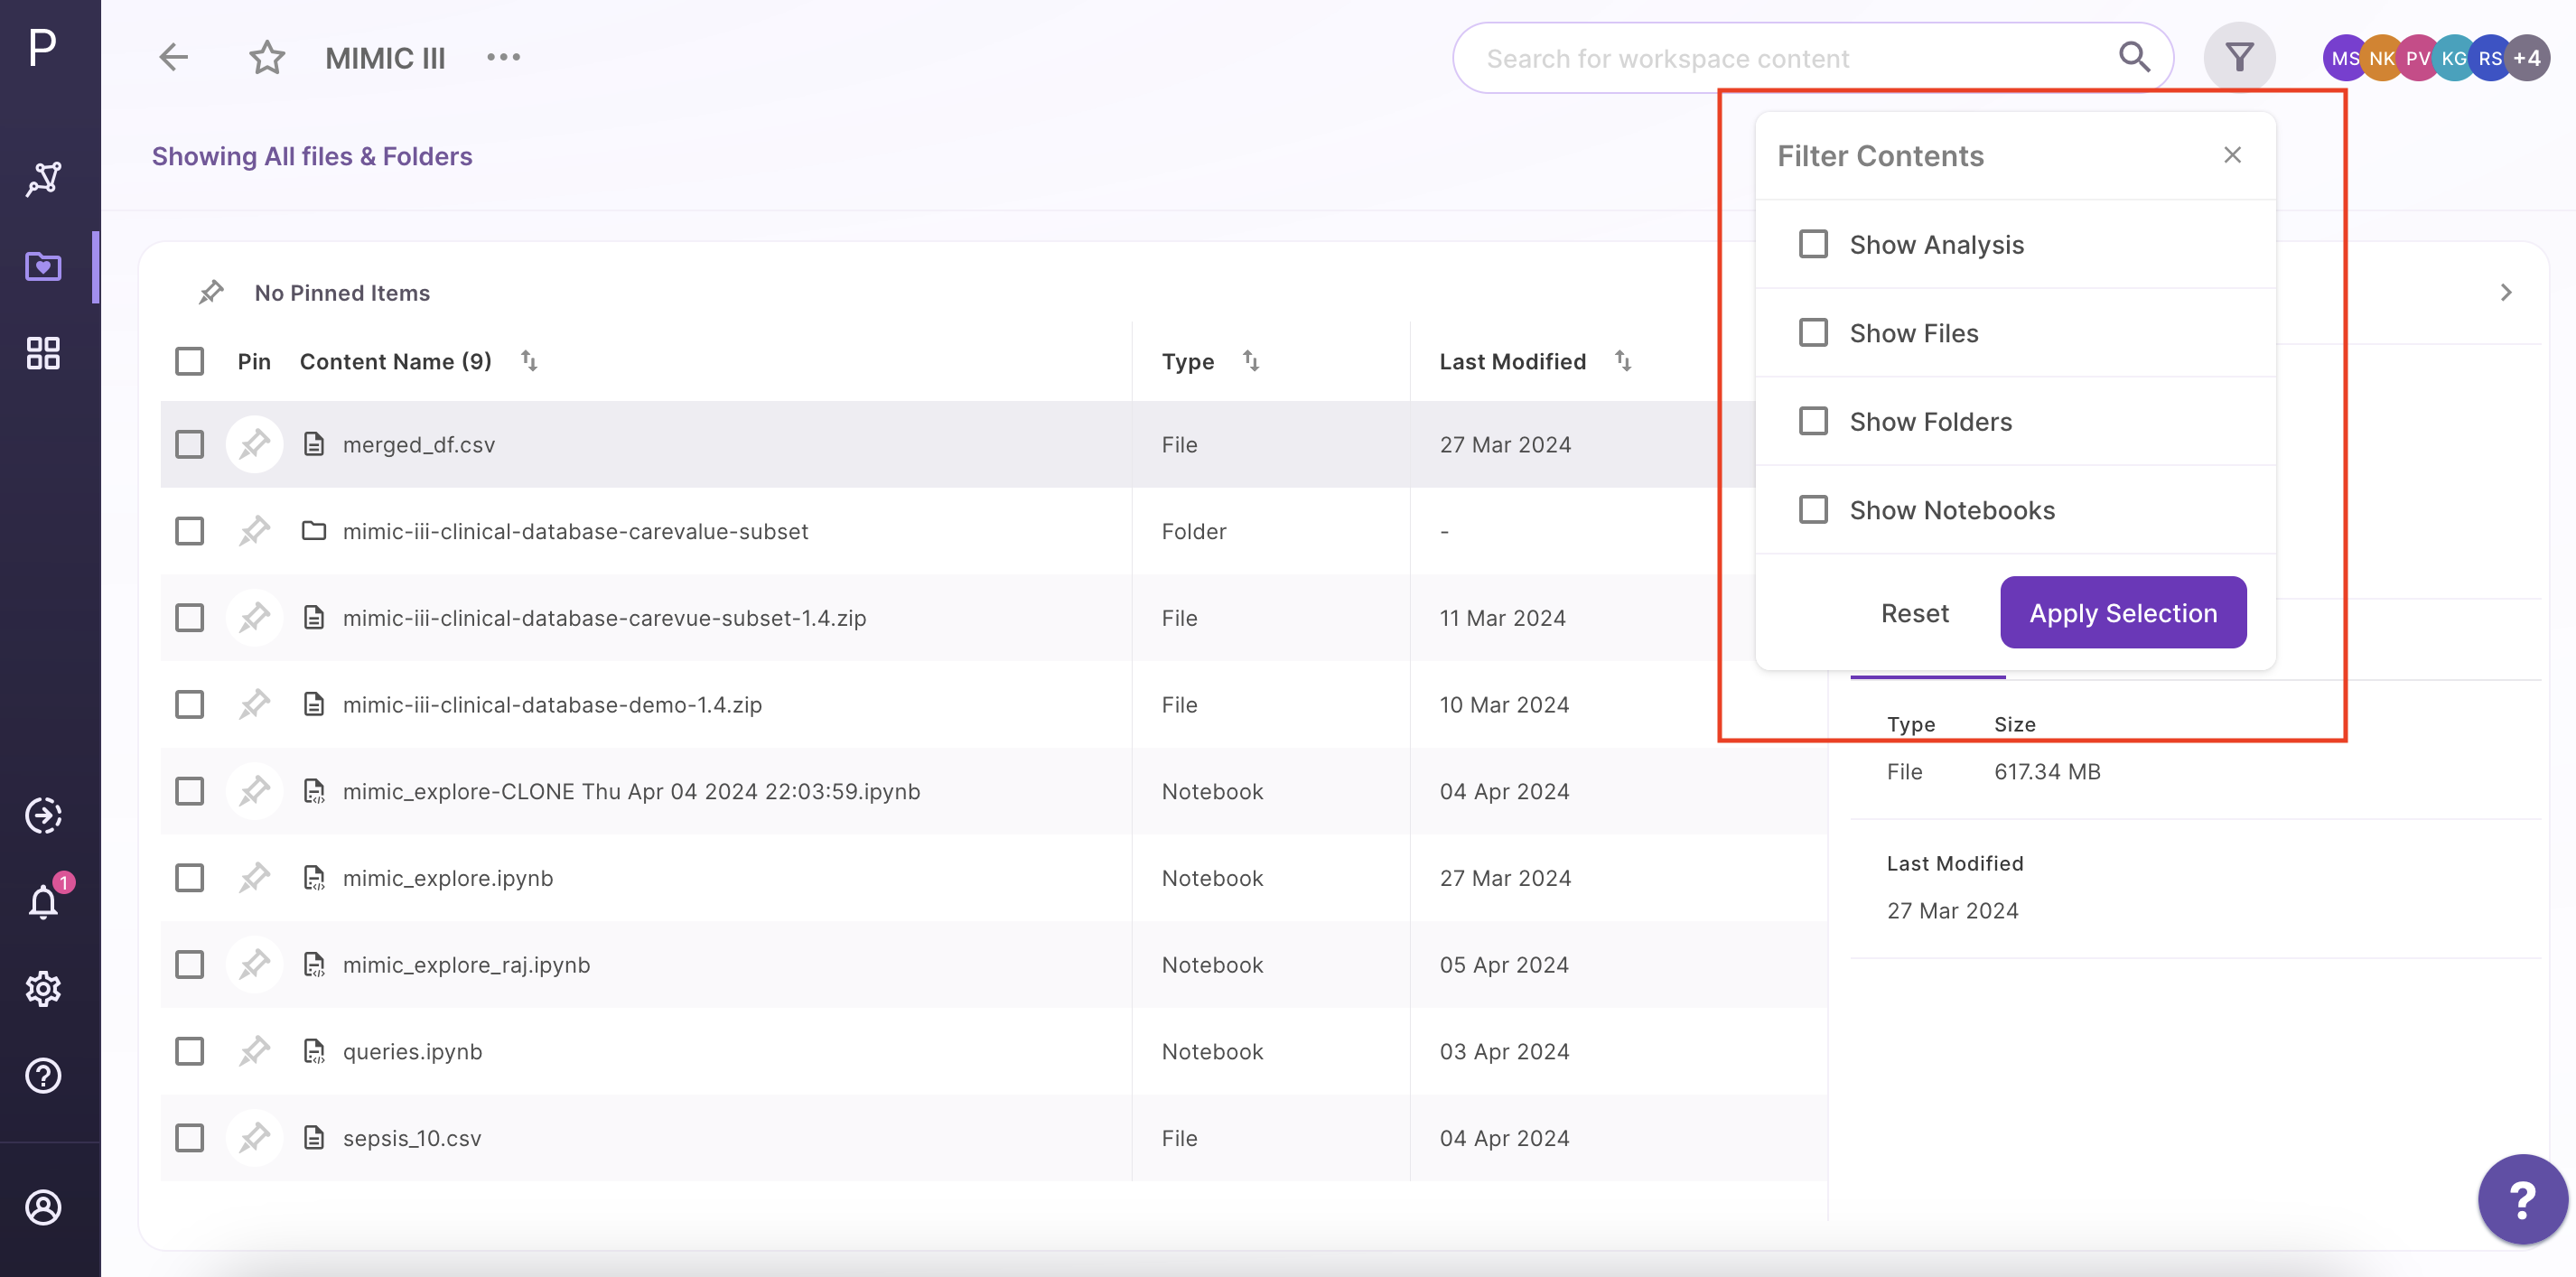 P
MIMIC III
Search for workspace content
MS NK PV KG RS +4
Showing All files & Folders
Filter Contents
Show Analysis
Show Files
Show Folders
Show Notebooks
Reset Apply Selection
No Pinned Items
Pin Content Name (9) Type Last Modified
merged_df.csv File 27 Mar 2024
mimic-iii-clinical-database-carevalue-subset Folder -
mimic-iii-clinical-database-carevue-subset-1.4.zip File 11 Mar 2024
mimic-iii-clinical-database-demo-1.4.zip File 10 Mar 2024
mimic_explore-CLONE Thu Apr 04 2024 22:03:59.ipynb Notebook 04 Apr 2024
mimic_explore.ipynb Notebook 27 Mar 2024
mimic_explore_raj.ipynb Notebook 05 Apr 2024
queries.ipynb Notebook 03 Apr 2024
sepsis_10.csv File 04 Apr 2024
Type Size
File 617.34 MB
Last Modified
27 Mar 2024
1
?
?